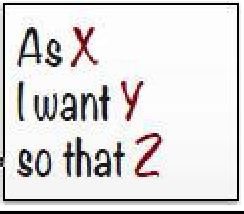 As X
I want Y
so that Z